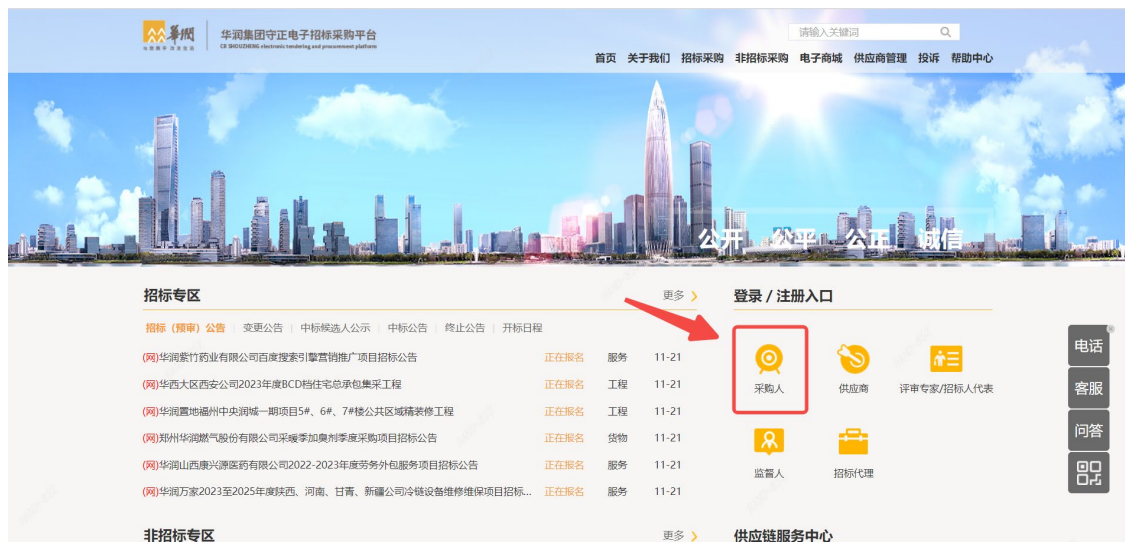 華潤
与您携手 改变生活
华润集团守正电子招标采购平台
CR SHOUZHENG electronic tendering and procurement platform
请输入关键词
首页 关于我们 招标采购 非招标采购 电子商城 供应商管理 投诉 帮助中心
公开 公平 公正 诚信
招标专区 更多
招标（预审）公告 变更公告 中标候选人公示 中标公告 终止公告 开标日程
(网)华润紫竹药业有限公司百度搜索引擎营销推广项目招标公告 正在报名 服务 11-21
(网)华西大区西安公司2023年度BCD档住宅总承包集采工程 正在报名 工程 11-21
(网)华润置地福州中央润城一期项目5#、6#、7#楼公共区域精装修工程 正在报名 工程 11-21
(网)郑州华润燃气股份有限公司采暖季加臭剂季度采购项目招标公告 正在报名 货物 11-21
(网)华润山西康兴源医药有限公司2022-2023年度劳务外包服务项目招标公告 正在报名 服务 11-21
(网)华润万家2023至2025年度陕西、河南、甘青、新疆公司冷链设备维修维保项目招标... 正在报名 服务 11-21
非招标专区 更多
登录 / 注册入口
采购人 供应商 评审专家/招标人代表
监督人 招标代理
供应链服务中心
电话
客服
问答